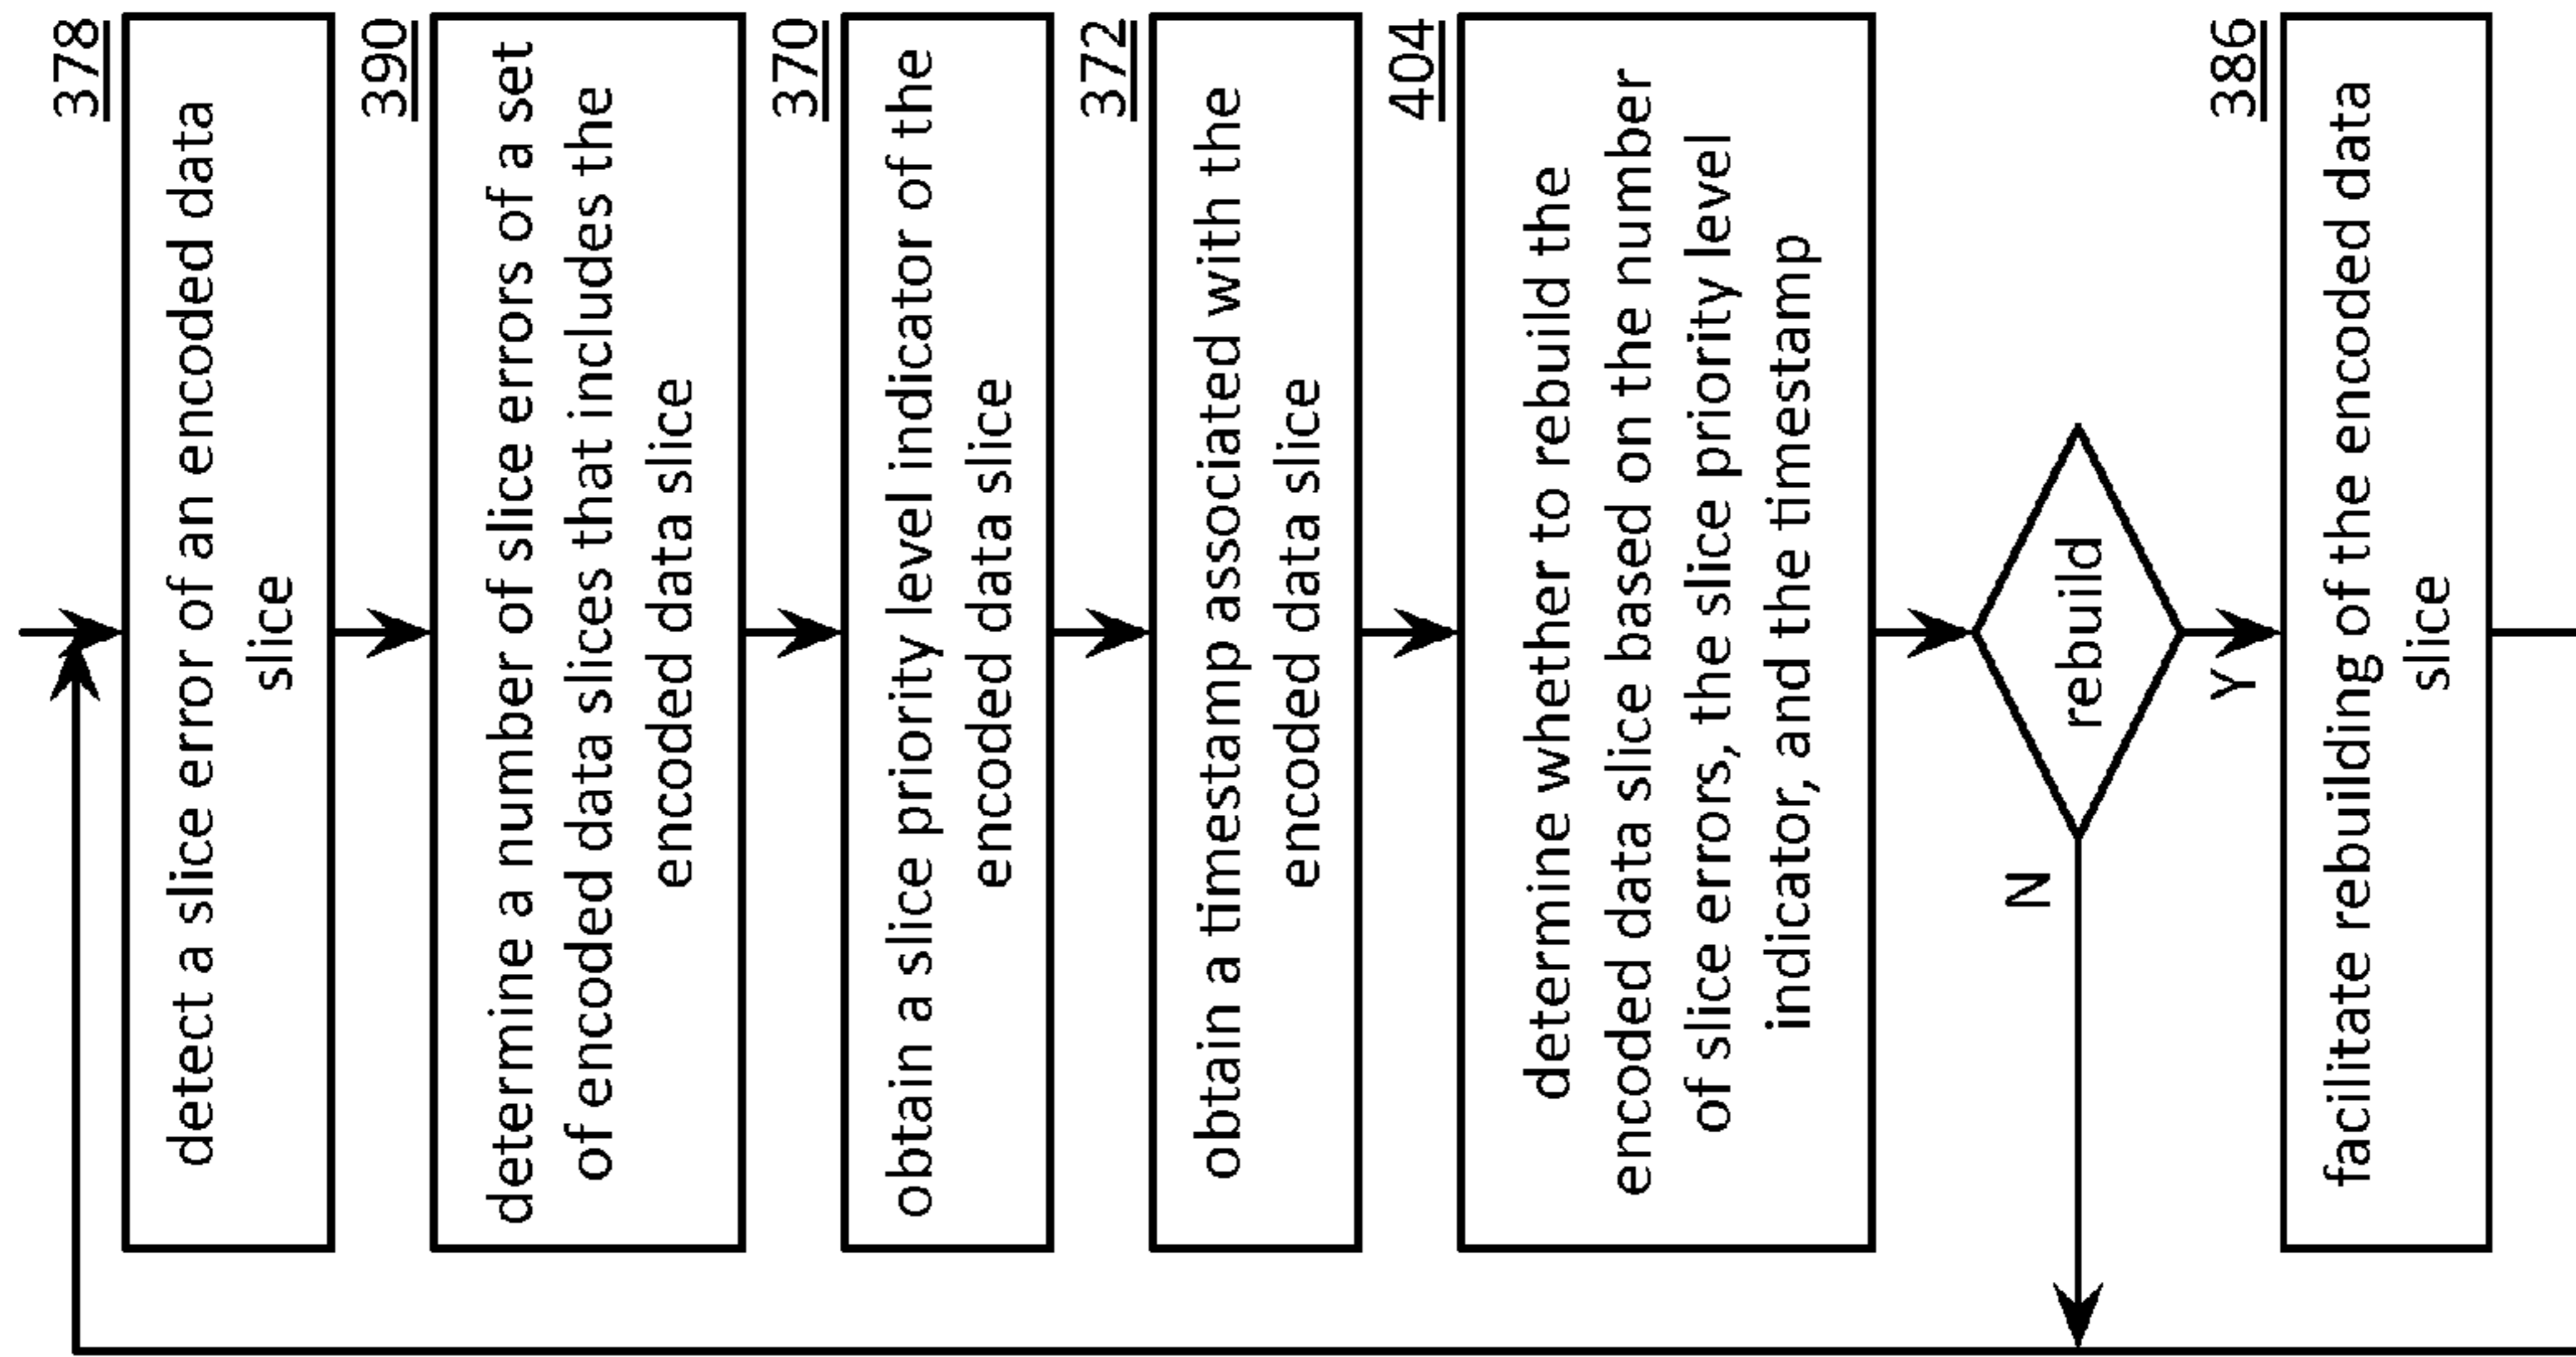 378
detect a slice error of an encoded data
slice
390
determine a number of slice errors of a set
of encoded data slices that includes the
encoded data slice
370
obtain a slice priority level indicator of the
encoded data slice
372
obtain a timestamp associated with the
encoded data slice
404
determine whether to rebuild the
encoded data slice based on the number
of slice errors, the slice priority level
indicator, and the timestamp
rebuild
N
Y
386
facilitate rebuilding of the encoded data
slice